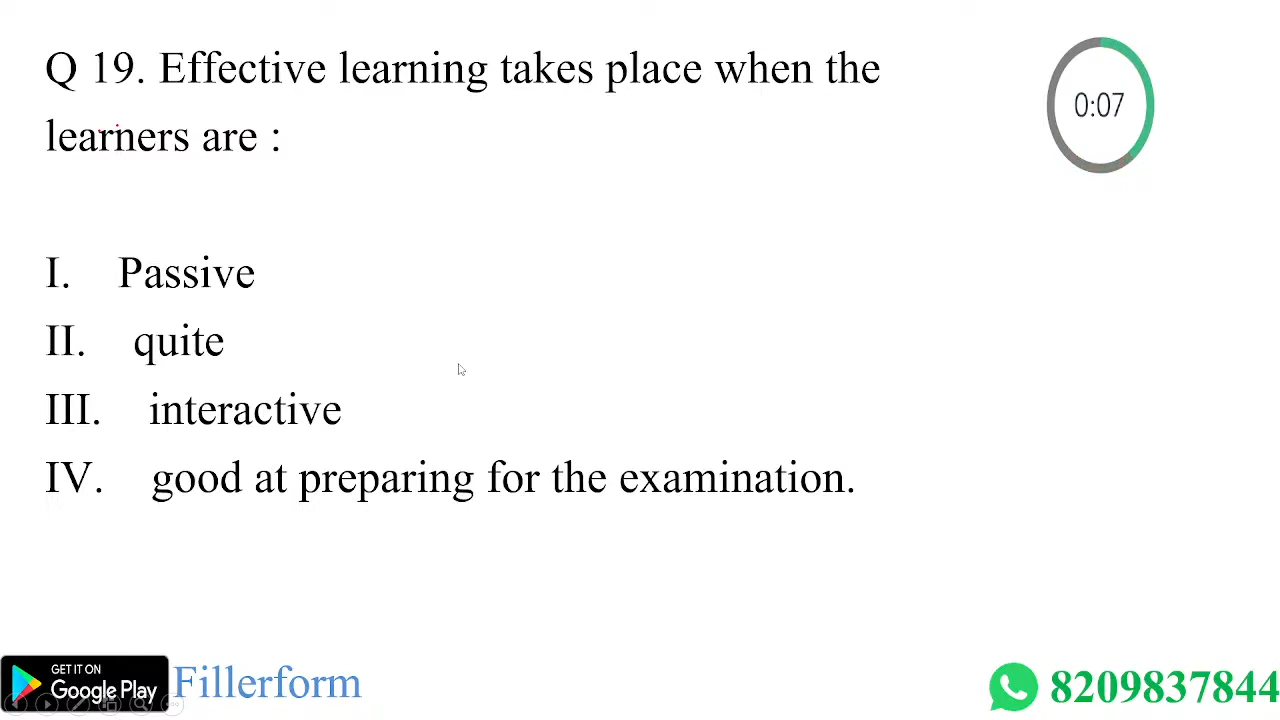 Q 19. Effective learning takes place when the
learners are :
0:07
I. Passive
II. quite
III. interactive
IV. good at preparing for the examination.
GET IT ON
Google Play
Fillerform
8209837844